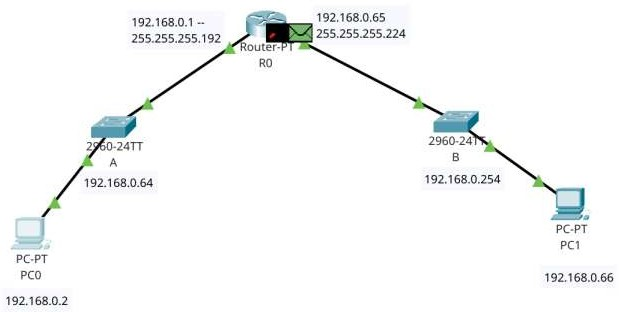 192.168.0.1 --
255.255.255.192
192.168.0.65
255.255.255.224
Router-PT
R0
2960-24TT
A
192.168.0.64
2960-24TT
B
192.168.0.254
PC-PT
PC0
192.168.0.2
PC-PT
PC1
192.168.0.66